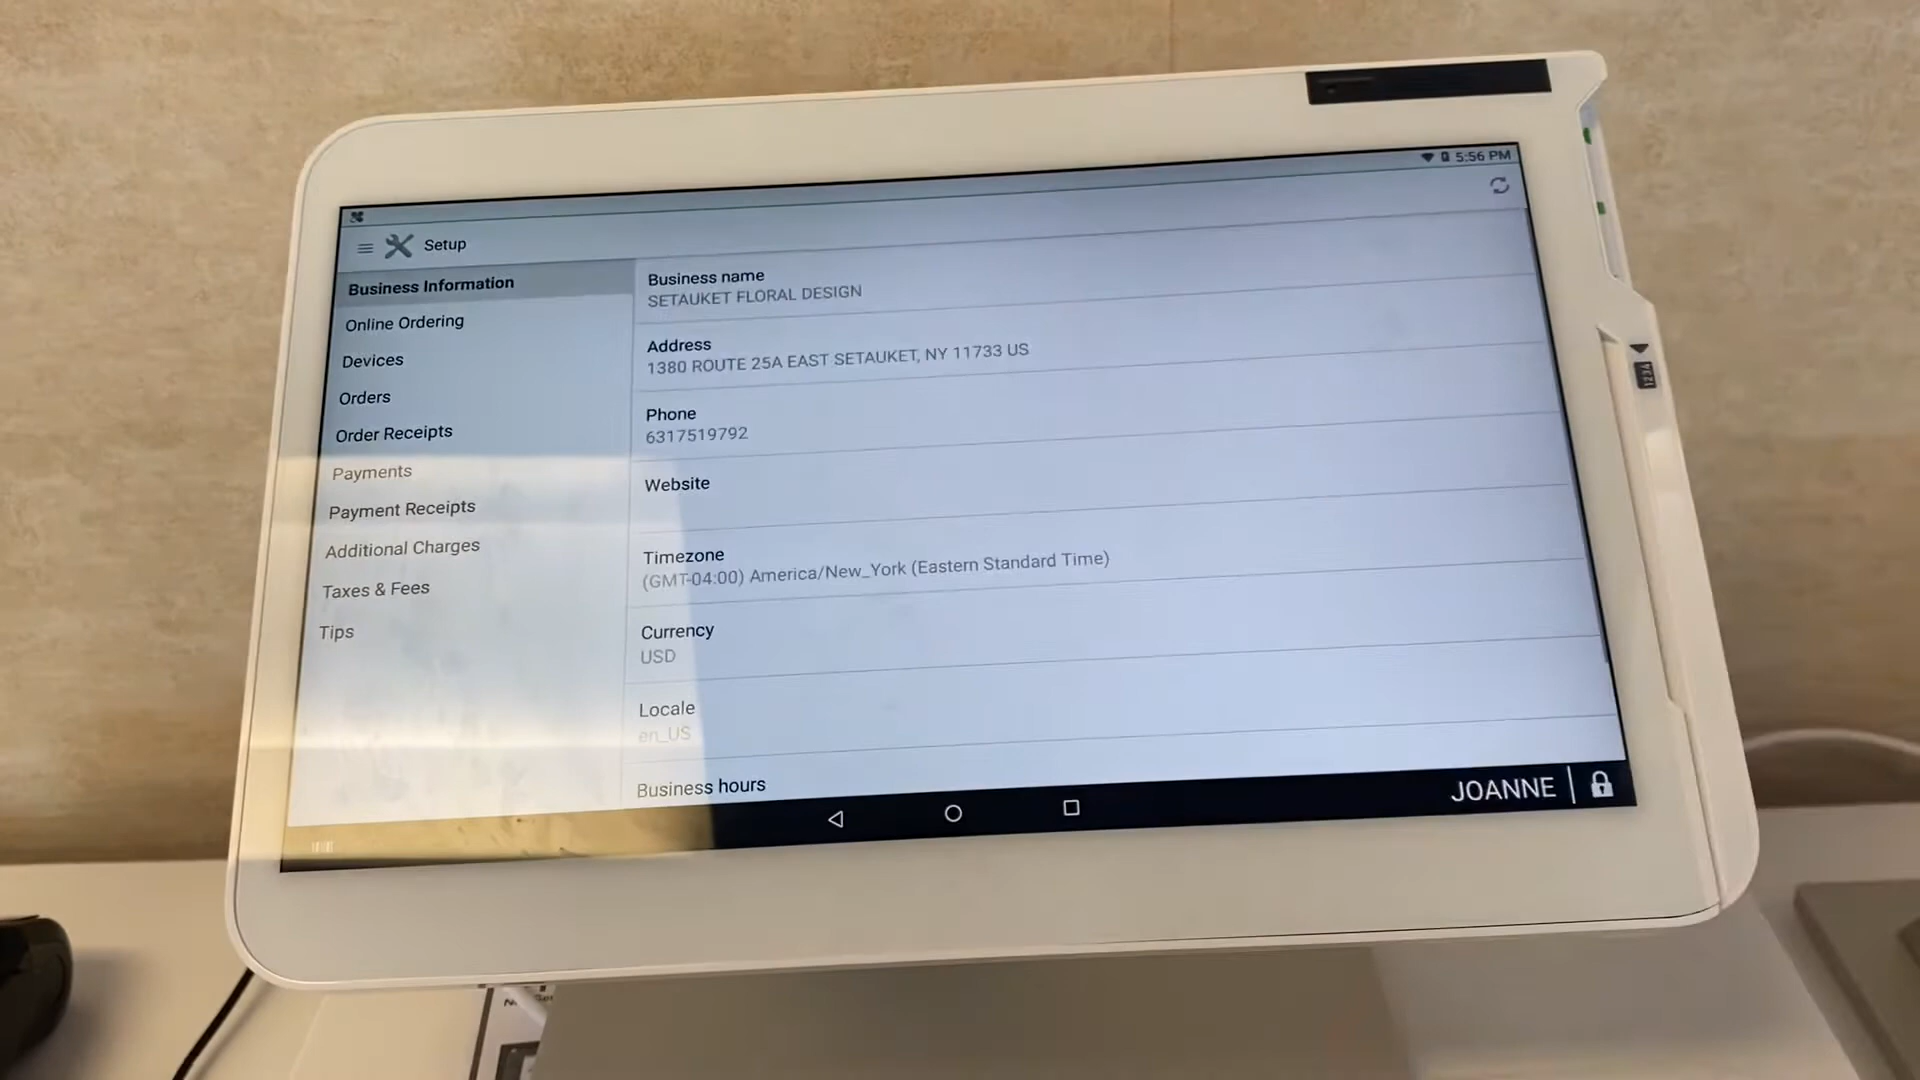 5:56 PM
Setup
Business Information
Online Ordering
Devices
Orders
Order Receipts
Payments
Payment Receipts
Additional Charges
Taxes & Fees
Tips
Business name
SETAUKET FLORAL DESIGN
Address
1380 ROUTE 25A EAST SETAUKET, NY 11733 US
Phone
6317519792
Website
Timezone
(GMT-04:00) America/New_York (Eastern Standard Time)
Currency
USD
Locale
en_US
Business hours
JOANNE
1234